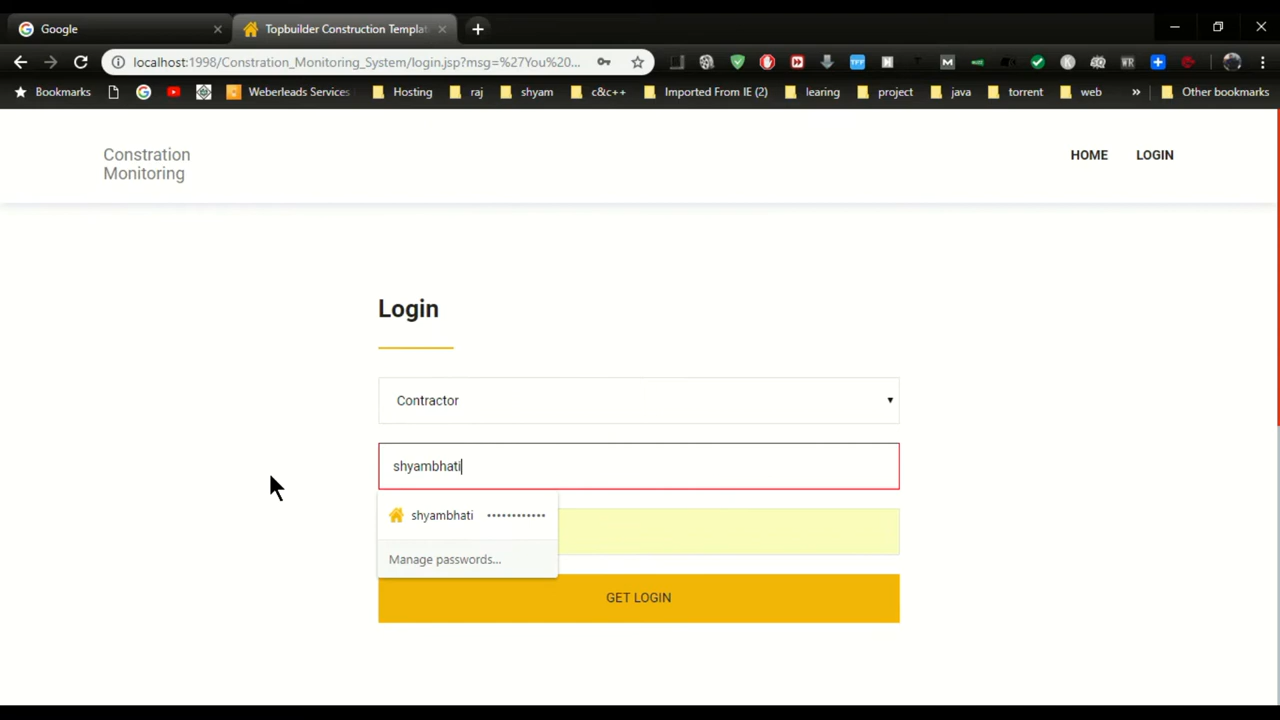 Google
Topbuilder Construction Templa
localhost:1998/Constration_Monitoring_System/login.jsp?msg=%27You%20...
Bookmarks
Weberleads Services
Hosting
raj
shyam
c&c++
Imported From IE (2)
learing
project
java
torrent
web
»
Other bookmarks
Constration
Monitoring
HOME
LOGIN
Login
Contractor
shyambhati
shyambhati ••••••••••••
Manage passwords...
GET LOGIN